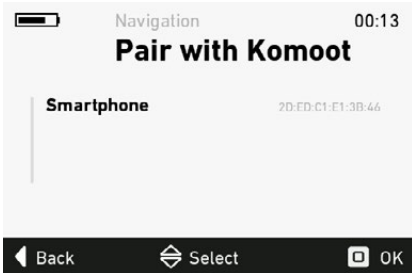 Navigation 00:13
Pair with Komoot
Smartphone 2D:ED:C1:E1:3B:46
Back Select OK